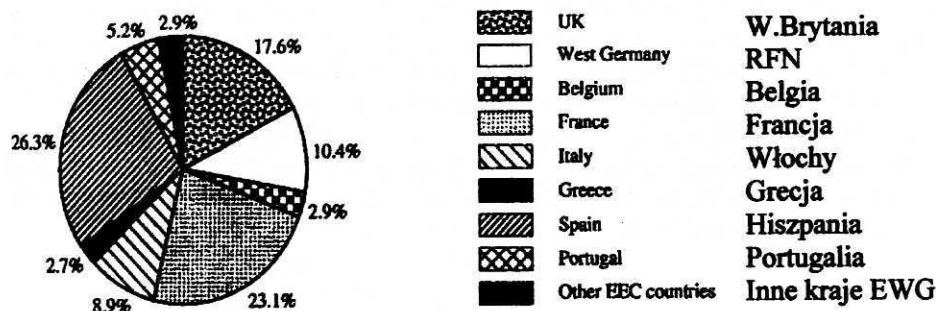 5.2% 2.9%
17.6%
26.3%
10.4%
2.9%
2.7%
8.9%
23.1%
UK W.Brytania
West Germany RFN
Belgium Belgia
France Francja
Italy Włochy
Greece Grecja
Spain Hiszpania
Portugal Portugalia
Other EEC countries Inne kraje EWG